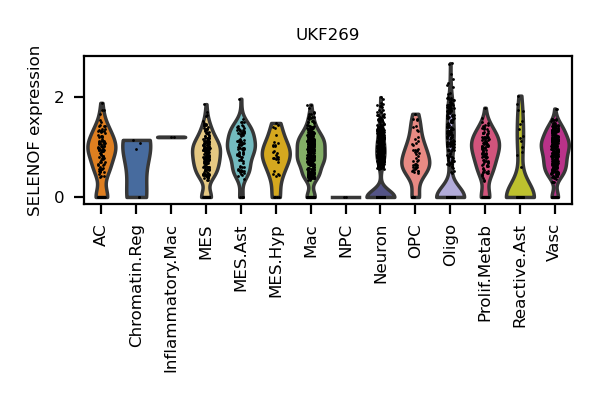 UKF269
SELENOF expression
2
0
AC
Chromatin.Reg
Inflammatory.Mac
MES
MES.Ast
MES.Hyp
Mac
NPC
Neuron
OPC
Oligo
Prolif.Metab
Reactive.Ast
Vasc